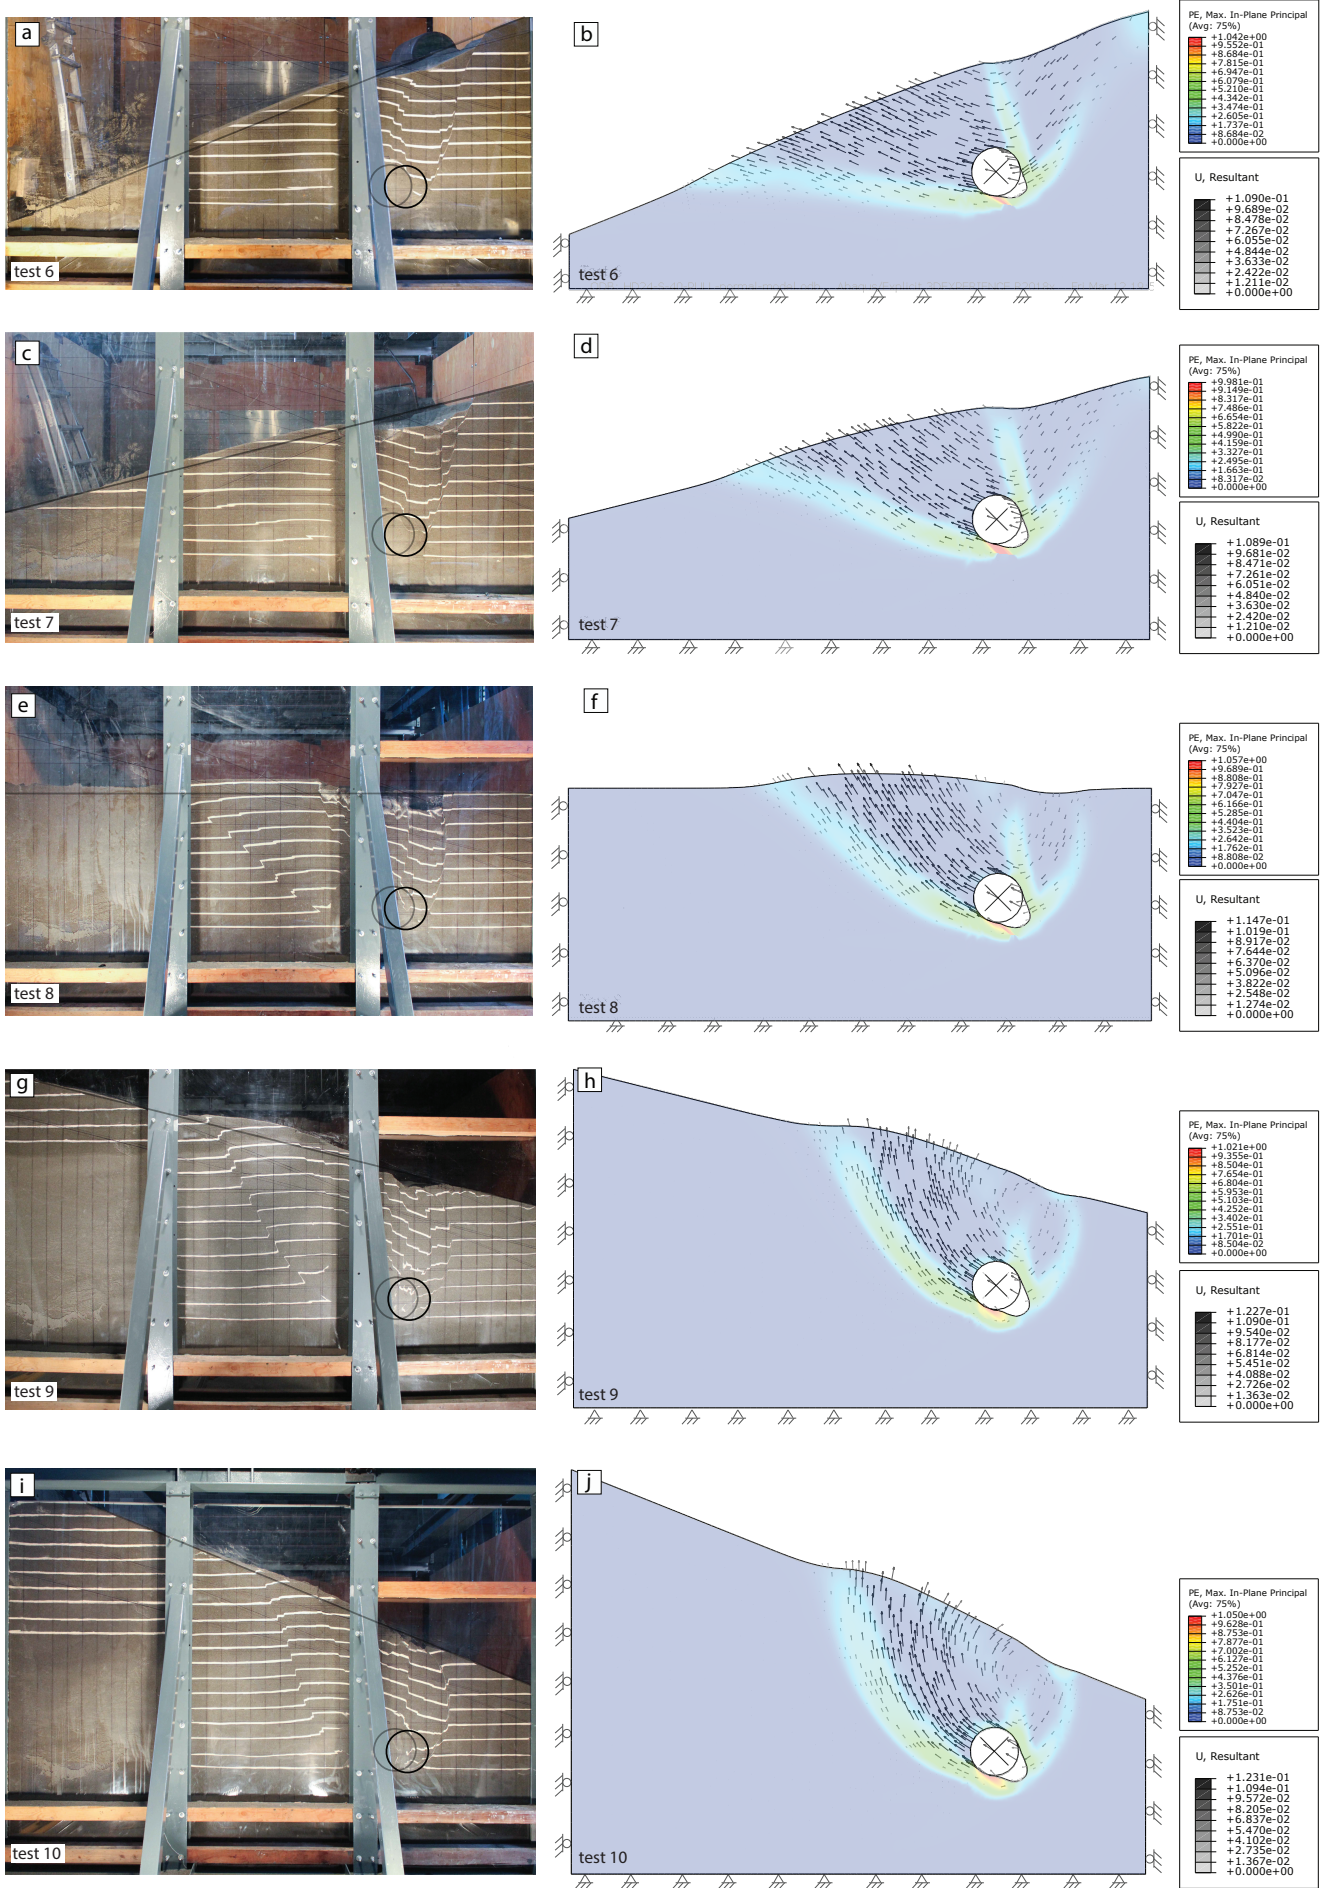 a
test 6
b
test 6
PE, Max. In-Plane Principal
(Avg: 75%)
+1.042e+00
+9.552e-01
+8.684e-01
+7.815e-01
+6.947e-01
+6.079e-01
+5.210e-01
+4.342e-01
+3.474e-01
+2.605e-01
+1.737e-01
+8.684e-02
+0.000e+00
U, Resultant
+1.090e-01
+9.689e-02
+8.478e-02
+7.267e-02
+6.055e-02
+4.844e-02
+3.633e-02
+2.422e-02
+1.211e-02
+0.000e+00
c
test 7
d
test 7
PE, Max. In-Plane Principal
(Avg: 75%)
+9.981e-01
+9.149e-01
+8.317e-01
+7.486e-01
+6.654e-01
+5.822e-01
+4.990e-01
+4.159e-01
+3.327e-01
+2.495e-01
+1.663e-01
+8.317e-02
+0.000e+00
U, Resultant
+1.089e-01
+9.681e-02
+8.471e-02
+7.261e-02
+6.051e-02
+4.840e-02
+3.630e-02
+2.420e-02
+1.210e-02
+0.000e+00
e
test 8
f
test 8
PE, Max. In-Plane Principal
(Avg: 75%)
+1.057e+00
+9.689e-01
+8.808e-01
+7.927e-01
+7.047e-01
+6.166e-01
+5.285e-01
+4.404e-01
+3.523e-01
+2.642e-01
+1.762e-01
+8.808e-02
+0.000e+00
U, Resultant
+1.147e-01
+1.019e-01
+8.917e-02
+7.644e-02
+6.370e-02
+5.096e-02
+3.822e-02
+2.548e-02
+1.274e-02
+0.000e+00
g
test 9
h
test 9
PE, Max. In-Plane Principal
(Avg: 75%)
+1.021e+00
+9.355e-01
+8.504e-01
+7.654e-01
+6.804e-01
+5.953e-01
+5.103e-01
+4.252e-01
+3.402e-01
+2.551e-01
+1.701e-01
+8.504e-02
+0.000e+00
U, Resultant
+1.227e-01
+1.090e-01
+9.540e-02
+8.177e-02
+6.814e-02
+5.451e-02
+4.088e-02
+2.726e-02
+1.363e-02
+0.000e+00
i
test 10
j
test 10
PE, Max. In-Plane Principal
(Avg: 75%)
+1.050e+00
+9.628e-01
+8.753e-01
+7.877e-01
+7.002e-01
+6.127e-01
+5.252e-01
+4.376e-01
+3.501e-01
+2.626e-01
+1.751e-01
+8.753e-02
+0.000e+00
U, Resultant
+1.231e-01
+1.094e-01
+9.572e-02
+8.205e-02
+6.837e-02
+5.470e-02
+4.102e-02
+2.735e-02
+1.367e-02
+0.000e+00